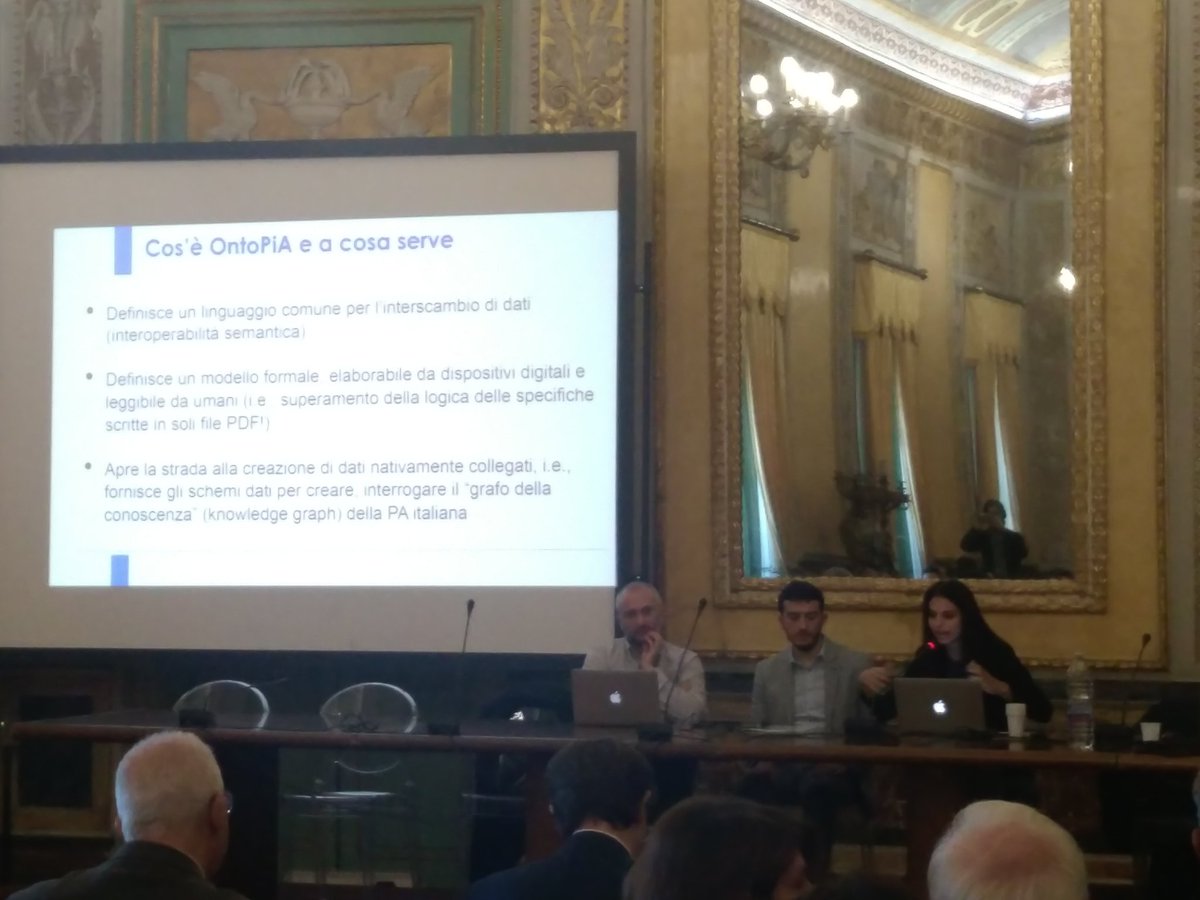 Cos'è OntoPiA e a cosa serve
• Definisce un linguaggio comune per l'interscambio di dati
(interoperabilità semantica)
• Definisce un modello formale elaborabile da dispositivi digitali e
leggibile da umani (i.e. superamento della logica delle specifiche
scritte in soli file PDF!)
• Apre la strada alla creazione di dati nativamente collegati, i.e.,
fornisce gli schemi dati per creare, interrogare il "grafo della
conoscenza" (knowledge graph) della PA italiana